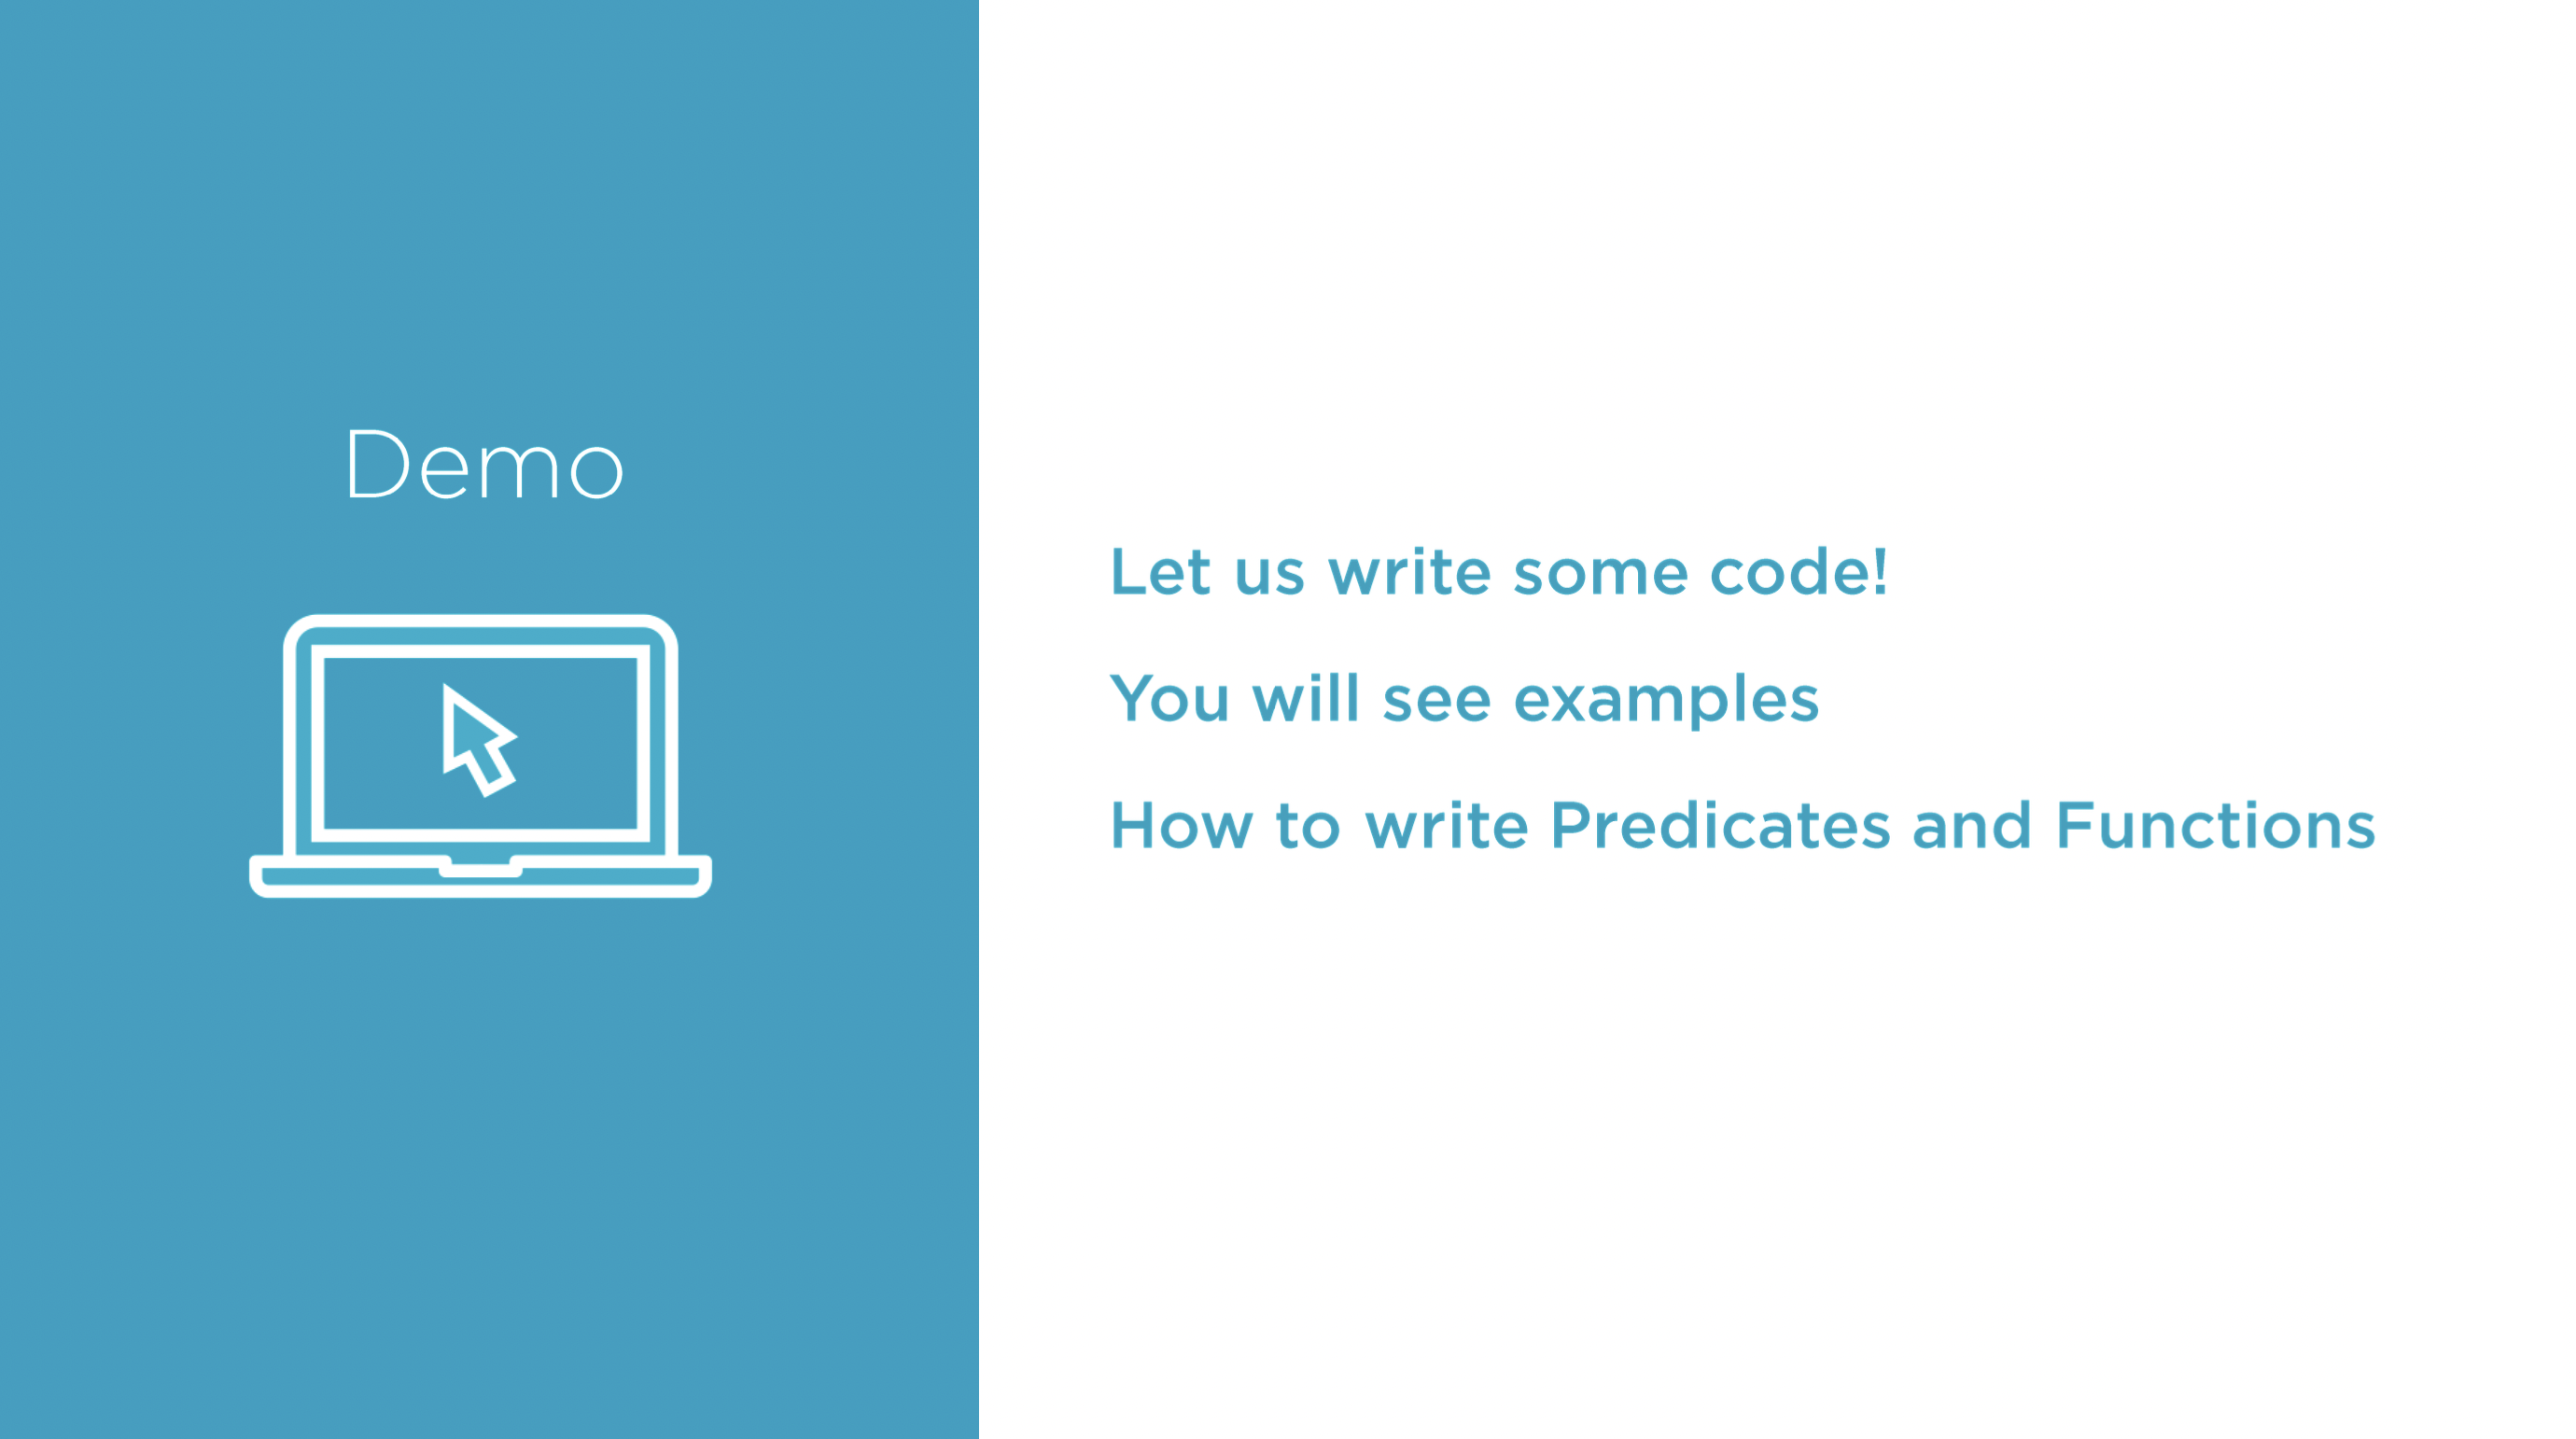 Demo
Let us write some code!
You will see examples
How to write Predicates and Functions